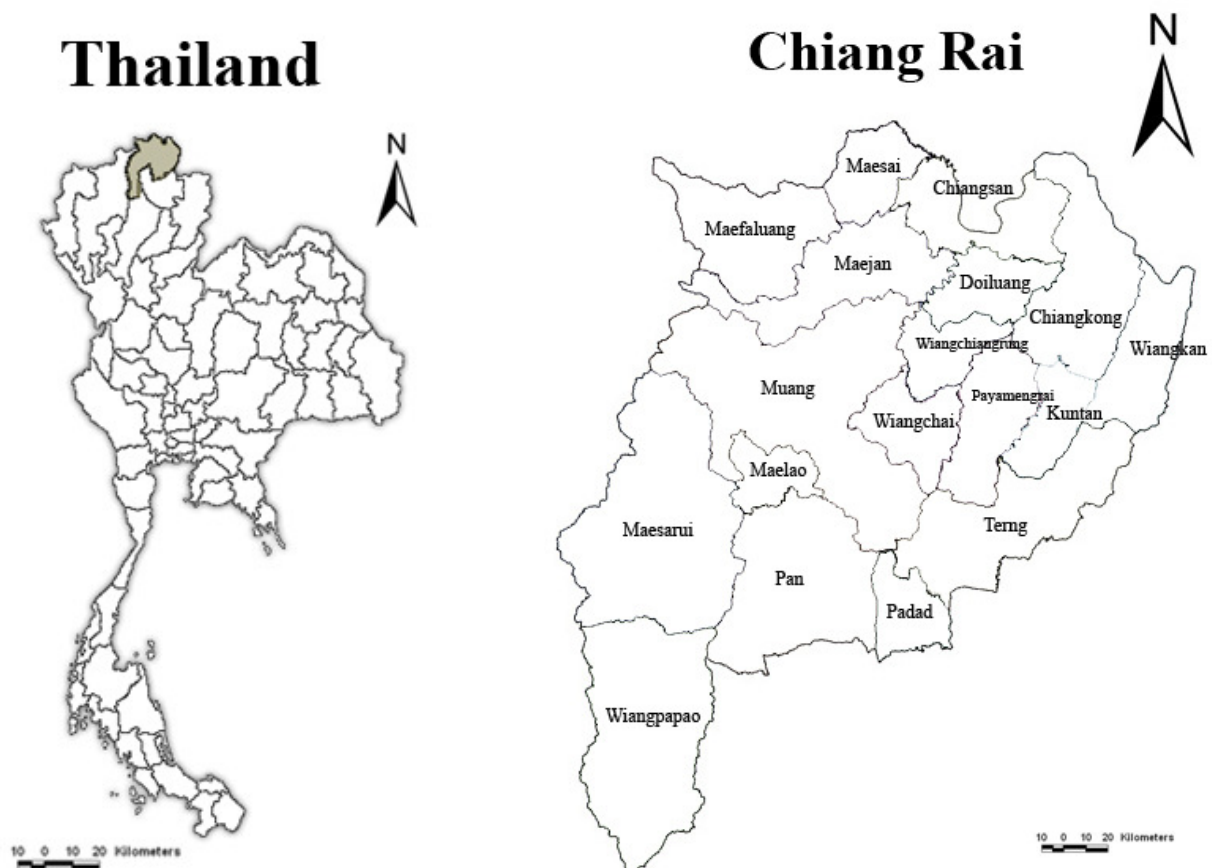 Thailand
N
10 0 10 20 Kilometers
Chiang Rai
N
Maesai
Chiangsan
Maefaluang
Maejan
Doiluang
Chiangkong
Wiangchiangrung
Wiangkan
Muang
Payamengrai
Wiangchai
Kuntan
Maelao
Maesarui
Terng
Pan
Padad
Wiangpapao
10 0 10 20 Kilometers